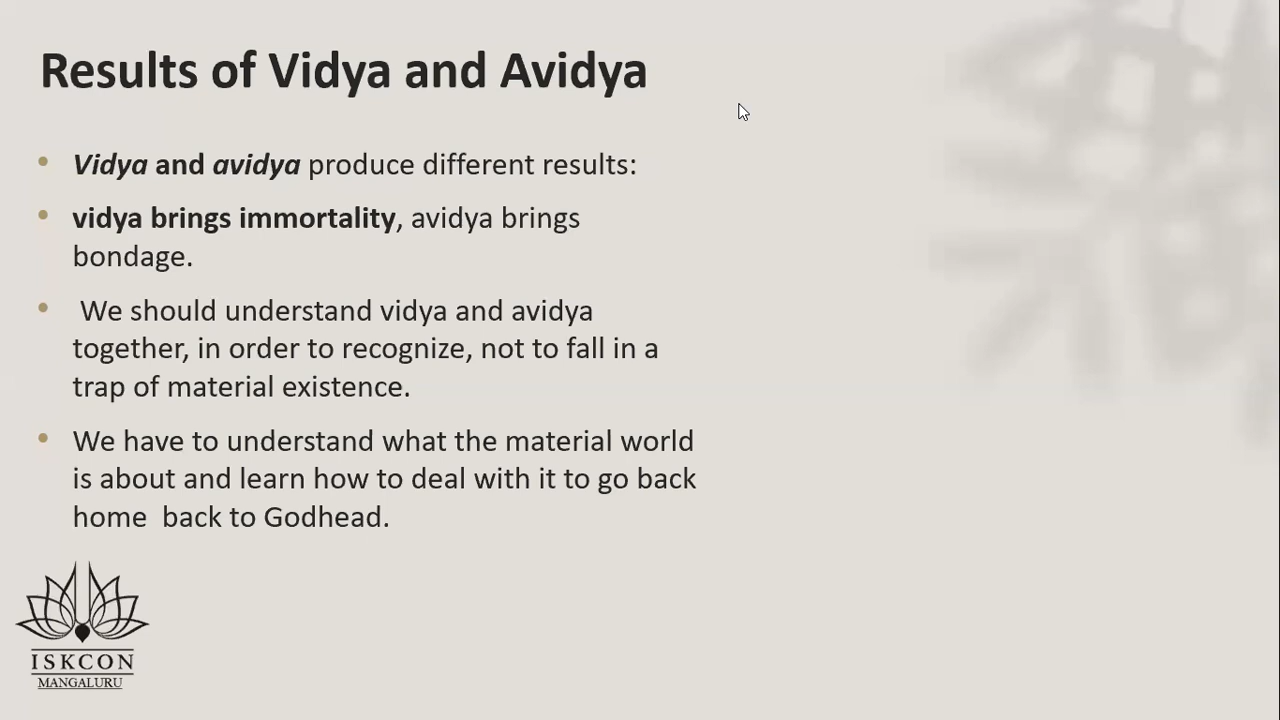 Results of Vidya and Avidya
• Vidya and avidya produce different results:
• vidya brings immortality, avidya brings
bondage.
• We should understand vidya and avidya
together, in order to recognize, not to fall in a
trap of material existence.
• We have to understand what the material world
is about and learn how to deal with it to go back
home  back to Godhead.
ISKCON
MANGALURU